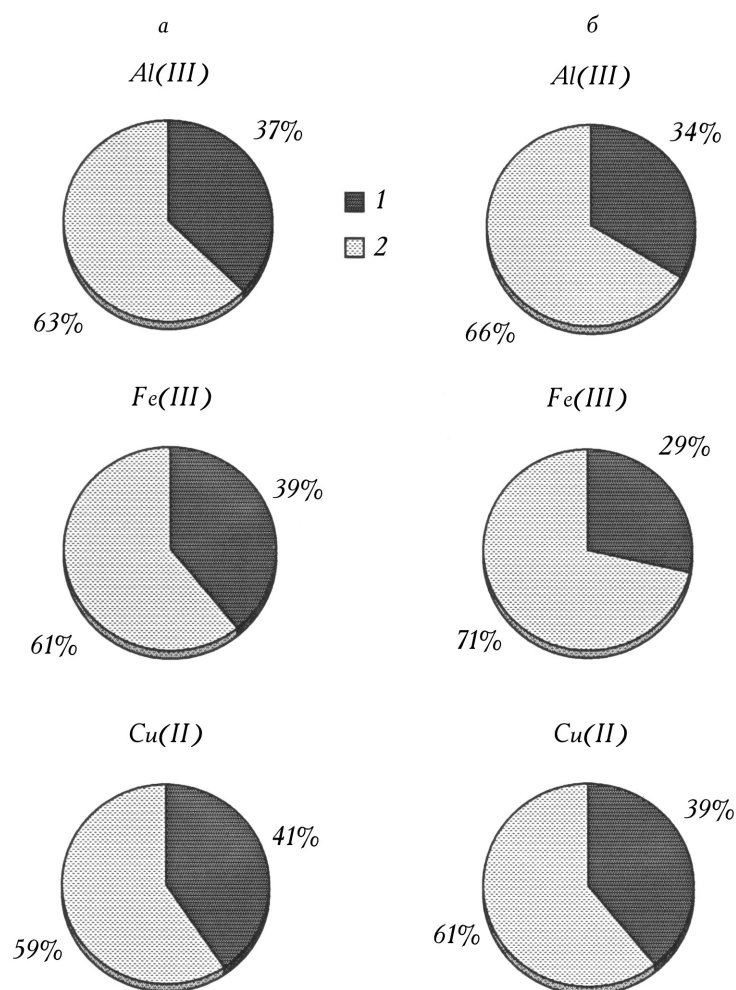 а
б
Al(III)
Al(III)
37%
34%
1
2
63%
66%
Fe(III)
Fe(III)
39%
29%
61%
71%
Cu(II)
Cu(II)
41%
39%
59%
61%